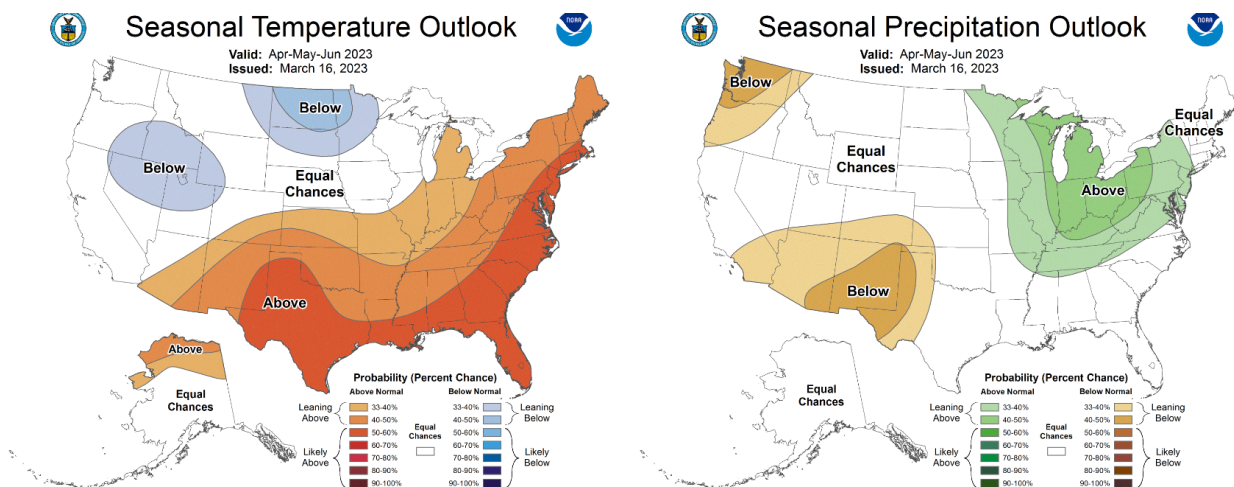 Seasonal Temperature Outlook
NOAA
Valid: Apr-May-Jun 2023
Issued: March 16, 2023
Below
Below
Equal
Chances
Above
Above
Equal
Chances
Probability (Percent Chance)
Above Normal
Below Normal
Leaning
Above
33-40%
40-50%
Likely
Above
50-60%
60-70%
70-80%
80-90%
90-100%
Equal
Chances
33-40%
40-50%
Leaning
Below
50-60%
60-70%
70-80%
80-90%
90-100%
Likely
Below
Seasonal Precipitation Outlook
NOAA
Valid: Apr-May-Jun 2023
Issued: March 16, 2023
Below
Equal
Chances
Equal
Chances
Above
Below
Equal
Chances
Probability (Percent Chance)
Above Normal
Below Normal
Leaning
Above
33-40%
40-50%
Likely
Above
50-60%
60-70%
70-80%
80-90%
90-100%
Equal
Chances
33-40%
40-50%
Leaning
Below
50-60%
60-70%
70-80%
80-90%
90-100%
Likely
Below